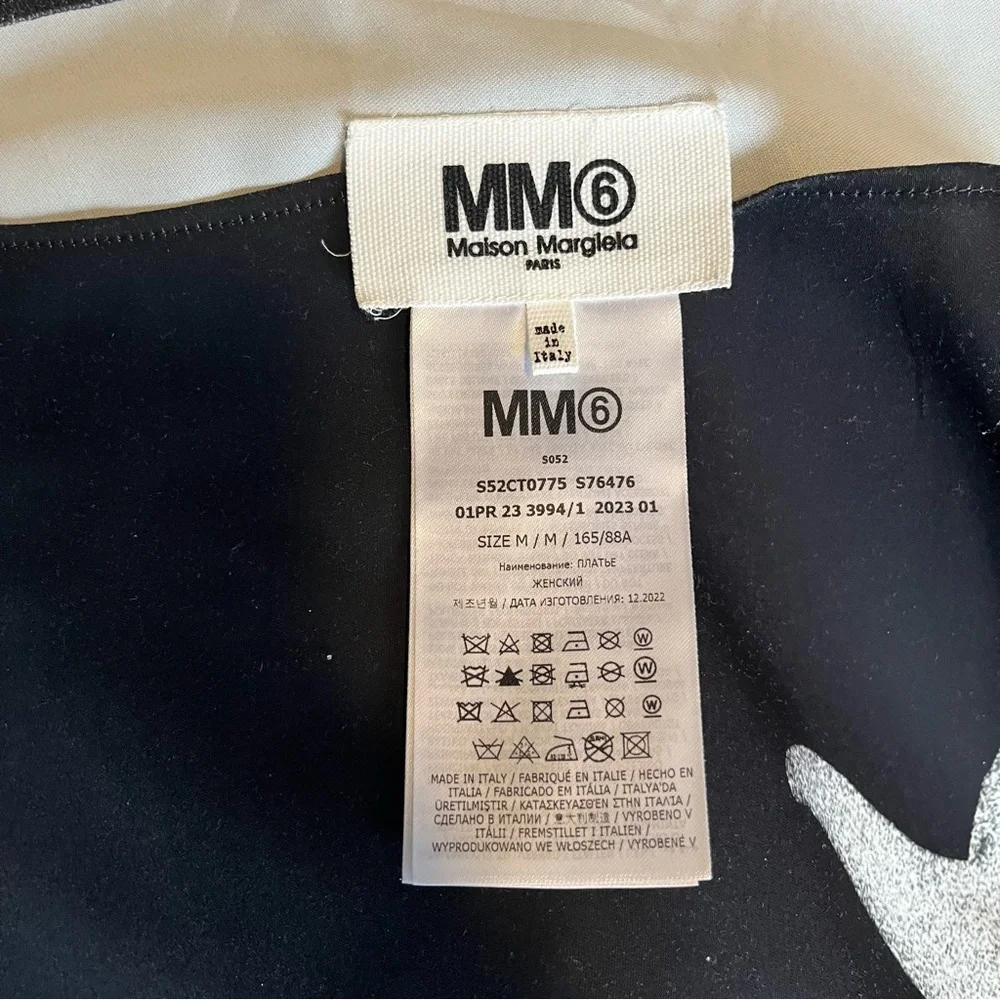 MM⑥
Maison Margiela
PARIS
made
in
Italy
MM⑥
S052
S52CT0775 S76476
01PR 23 3994/1 2023 01
SIZE M / M / 165/88A
Наименование: ПЛАТЬЕ
ЖЕНСКИЙ
제조년월 / ДАТА ИЗГОТОВЛЕНИЯ: 12.2022
W
W
W
MADE IN ITALY / FABRIQUÉ EN ITALIE / HECHO EN
ITALIA / FABRICADO EM ITÁLIA / ITALYA'DA
ÜRETILMIŞTIR / ΚΑΤΑΣΚΕΥΑΣΘΕΝ ΣΤΗΝ ΙΤΑΛΙΑ /
СДЕЛАНО В ИТАЛИИ / 意大利制造 / VYROBENO V
ITÁLII / FREMSTILLET I ITALIEN /
WYPRODUKOWANO WE WŁOSZECH / VYROBENÉ V